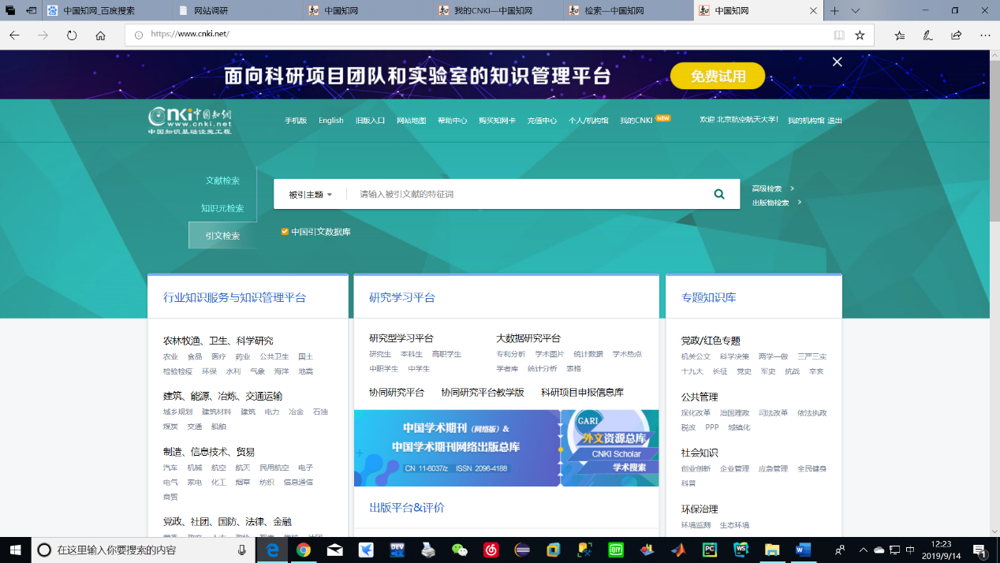 中国知网_百度搜索
网站调研
中国知网
我的CNKI—中国知网
检索—中国知网
中国知网
https://www.cnki.net/
面向科研项目团队和实验室的知识管理平台
免费试用
cnki中国知网
www.cnki.net
中国知识基础设施工程
手机版 English 旧版入口 网站地图 帮助中心 购买知网卡 充值中心 个人/机构馆 我的CNKI NEW
欢迎 北京航空航天大学! 我的机构馆 退出
文献检索
知识元检索
引文检索
被引主题
请输入被引文献的特征词
高级检索 >
出版物检索 >
中国引文数据库
行业知识服务与知识管理平台
农林牧渔、卫生、科学研究
农业 食品 医疗 药业 公共卫生 国土
检验检疫 环保 水利 气象 海洋 地震
建筑、能源、冶炼、交通运输
城乡规划 建筑材料 建筑 电力 冶金 石油
煤炭 交通 船舶
制造、信息技术、贸易
汽车 机械 航空 航天 民用航空 电子
电气 家电 化工 烟草 纺织 信息通信
商贸
党政、社团、国防、法律、金融
研究学习平台
研究型学习平台
研究生 本科生 高职学生
中职学生 中学生
大数据研究平台
专利分析 学术图片 统计数据 学术热点
学者库 统计分析 表格
协同研究平台 协同研究平台教学版 科研项目申报信息库
中国学术期刊(网络版)&
中国学术期刊网络出版总库
CN 11-6037/z ISSN 2096-4188
GARI
外文资源总库
CNKI Scholar
学术搜索
出版平台&评价
专题知识库
党政/红色专题
机关公文 科学决策 两学一做 三严三实
十九大 长征 党史 军史 抗战 辛亥
公共管理
深化改革 治国理政 司法改革 依法执政
税改 PPP 城镇化
社会知识
创业创新 企业管理 应急管理 全民健身
科普
环保治理
环境监测 生态环境
在这里输入你要搜索的内容
DEV
iQIY
PC
WS
中
12:23
2019/9/14
1